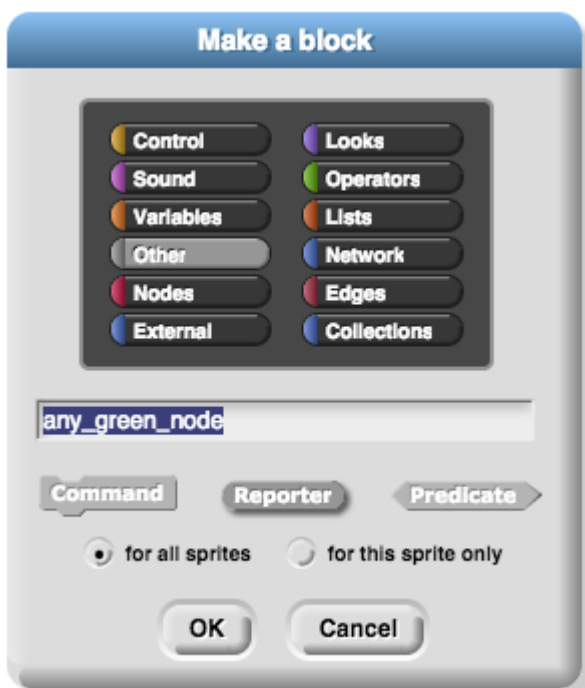 Make a block
Control
Looks
Sound
Operators
Variables
Lists
Other
Network
Nodes
Edges
External
Collections
any_green_node
Command
Reporter
Predicate
for all sprites
for this sprite only
OK
Cancel